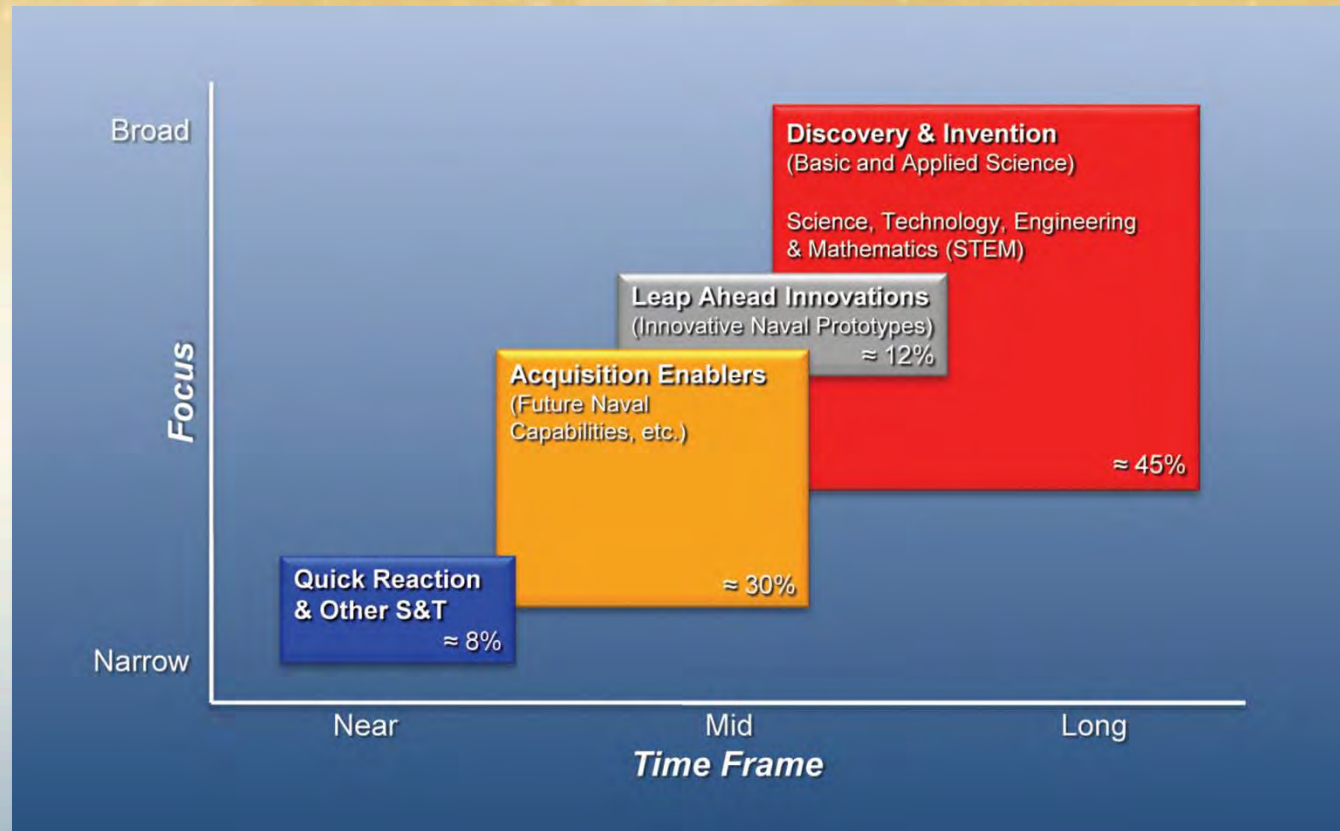 Broad
Discovery & Invention
(Basic and Applied Science)
Science, Technology, Engineering
& Mathematics (STEM)
≈ 45%
Leap Ahead Innovations
(Innovative Naval Prototypes)
≈ 12%
Focus
Acquisition Enablers
(Future Naval
Capabilities, etc.)
≈ 30%
Quick Reaction
& Other S&T
≈ 8%
Narrow
Near
Mid
Long
Time Frame